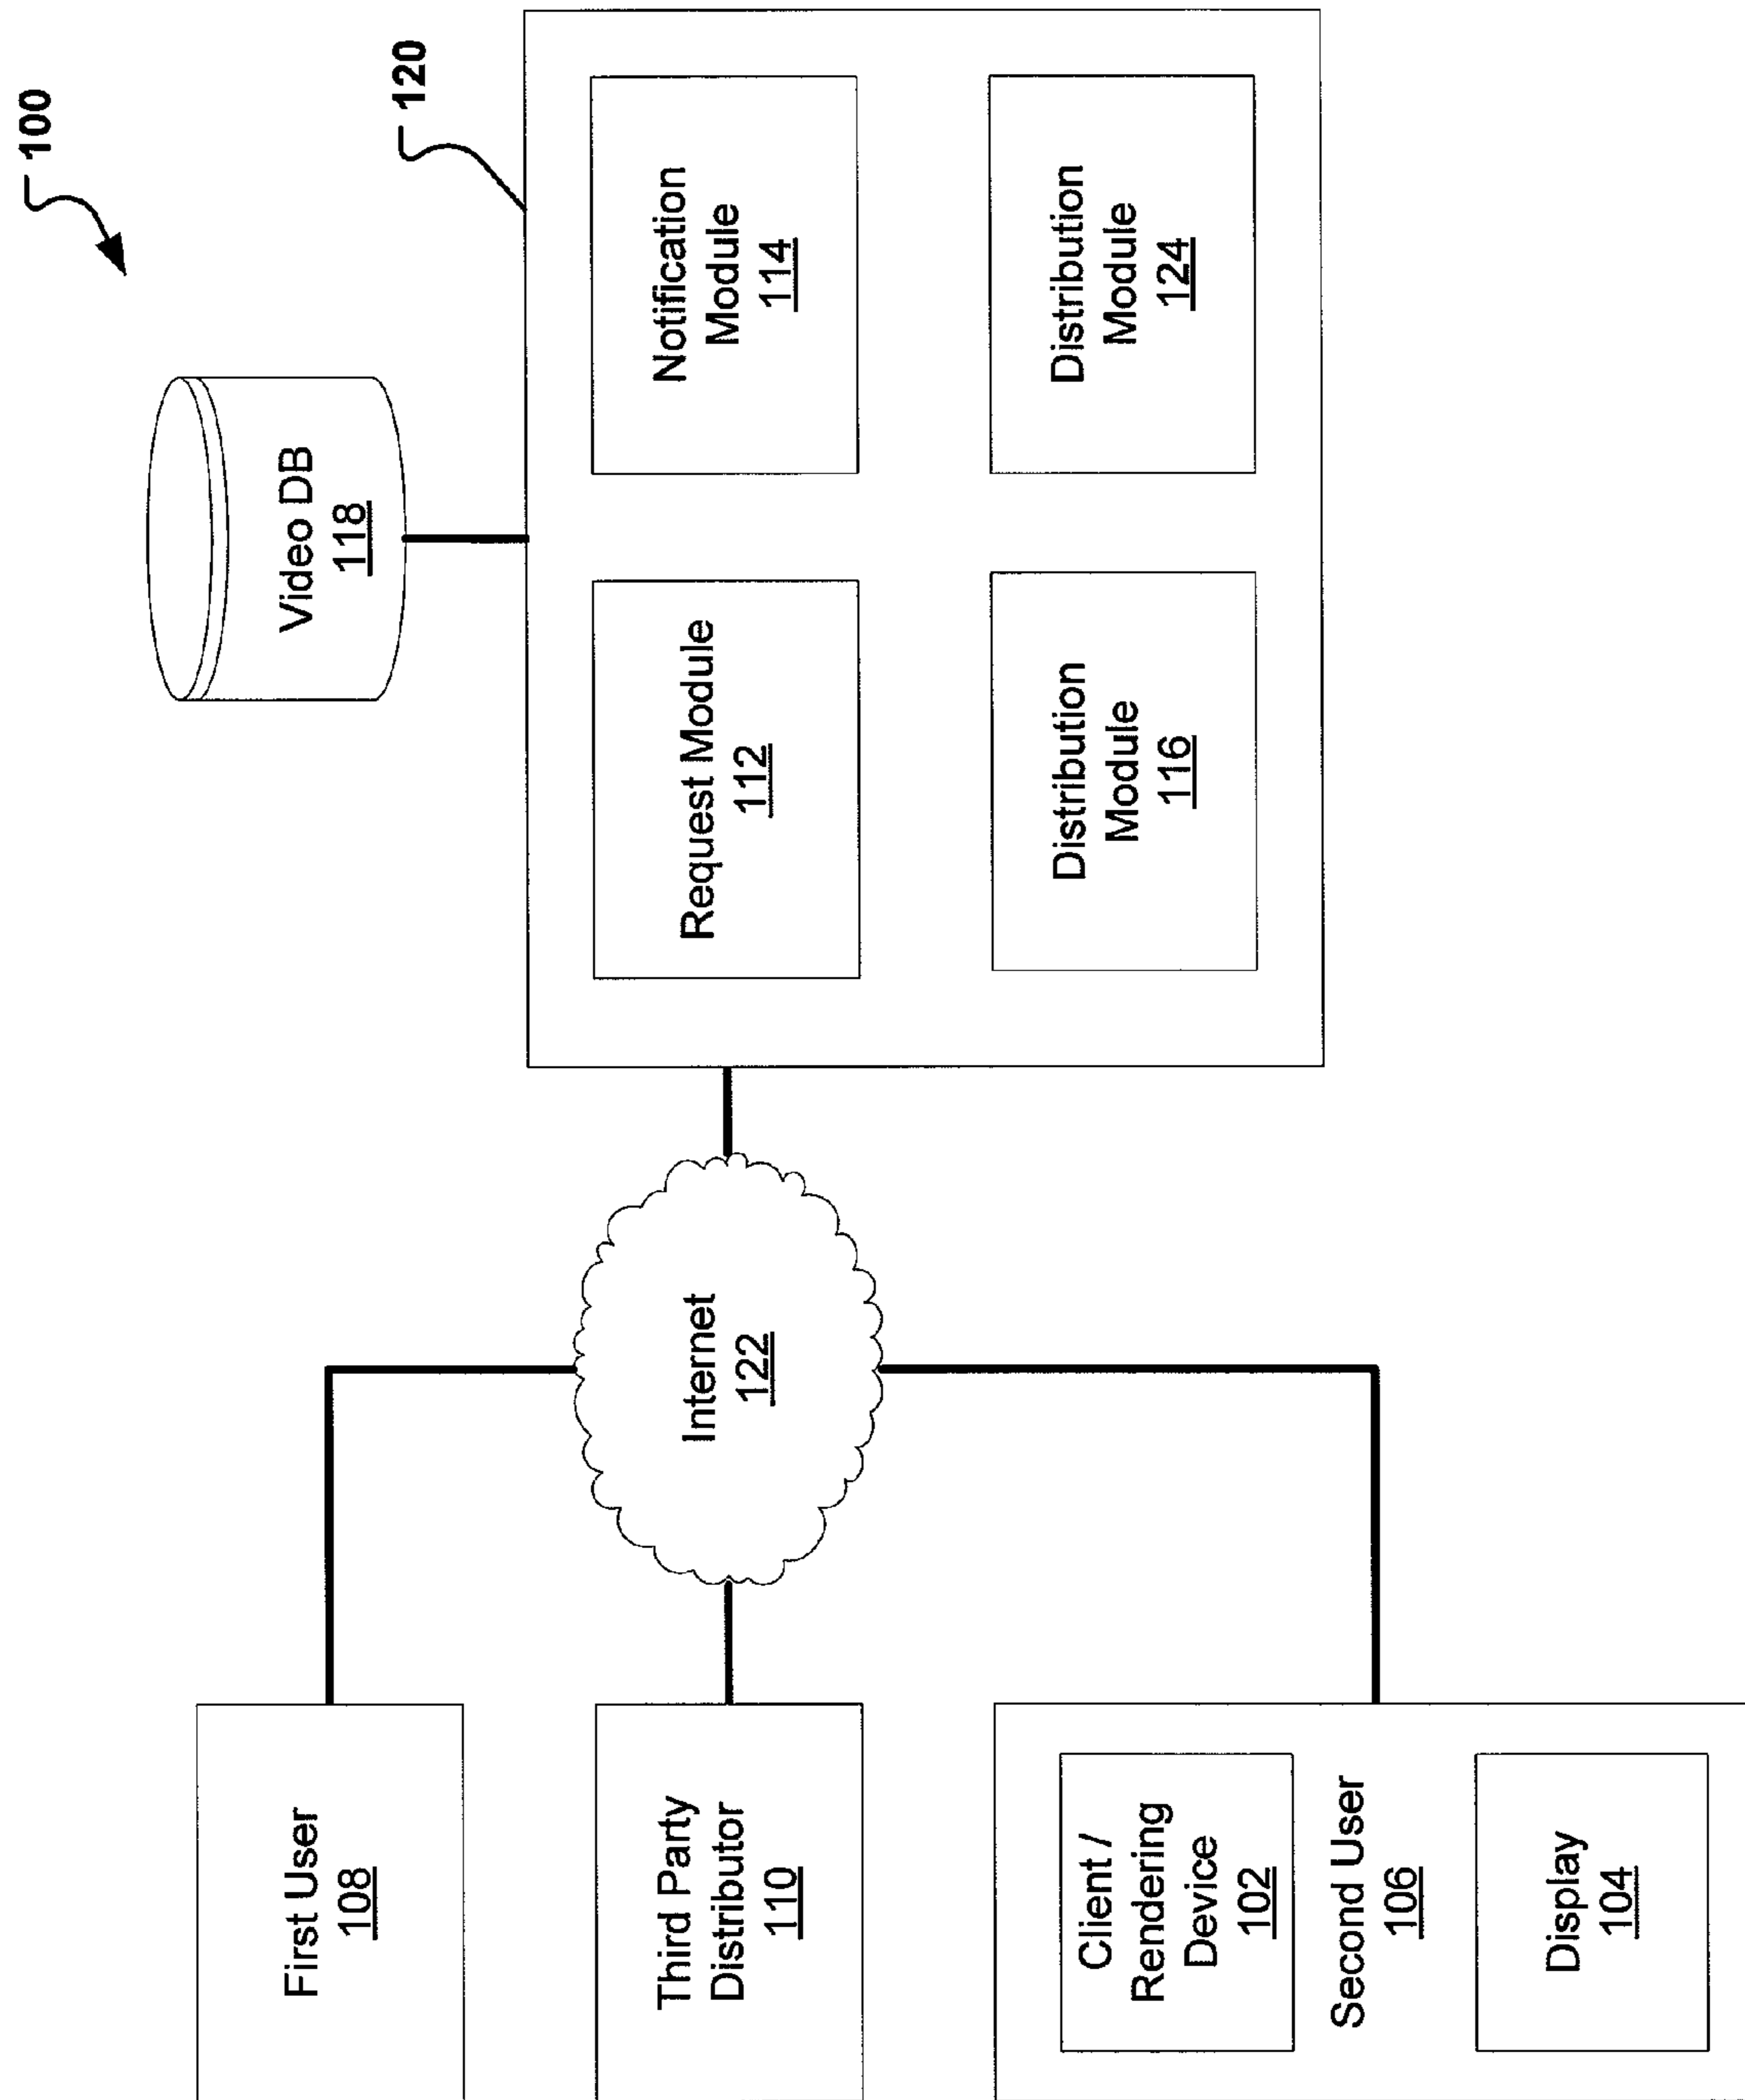 100
120
Video DB
118
Request Module
112
Notification
Module
114
Distribution
Module
116
Distribution
Module
124
Internet
122
First User
108
Third Party
Distributor
110
Client /
Rendering
Device
102
Second User
106
Display
104